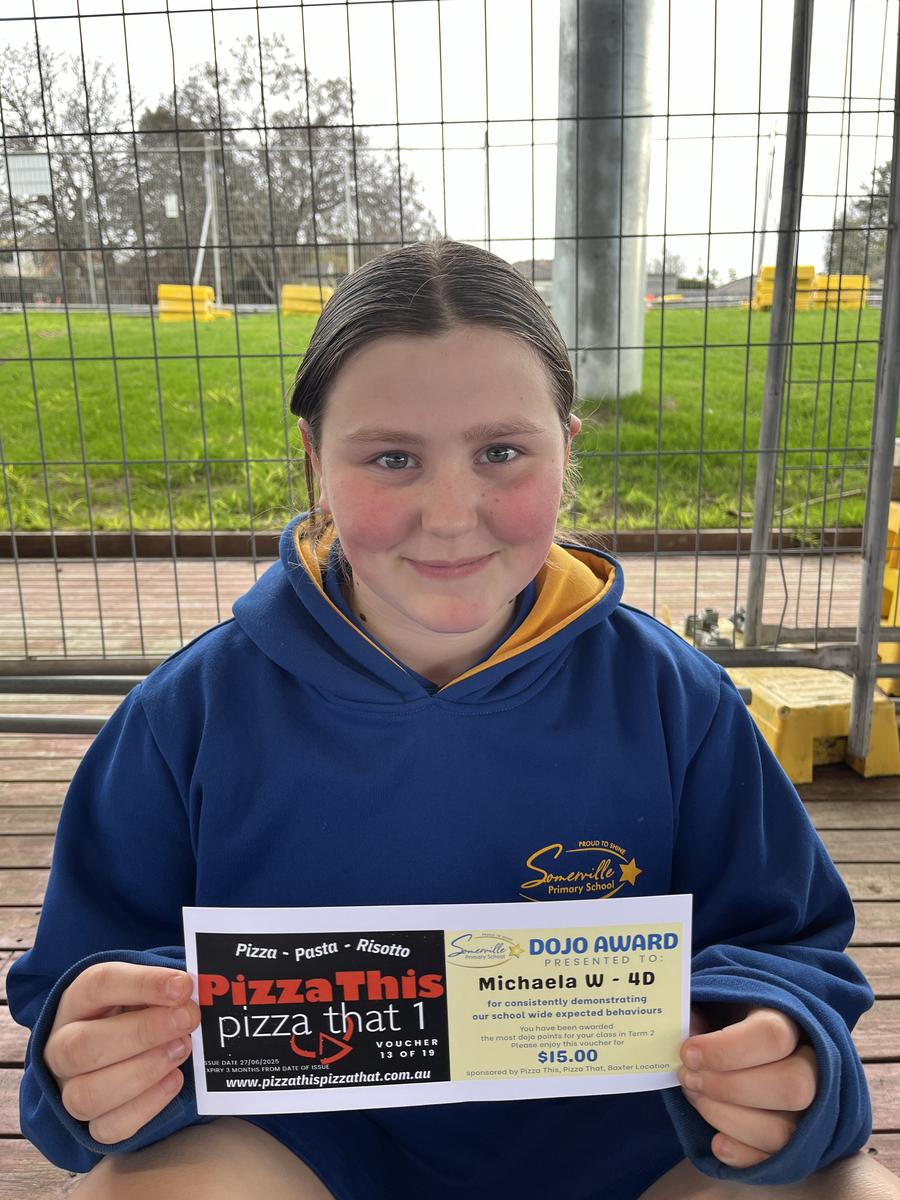 PROUD TO SHINE
Somerville
Primary School
Pizza - Pasta - Risotto
PizzaThis
pizza that 1
VOUCHER
13 OF 19
SSUE DATE 27/06/2025
XPIRY 3 MONTHS FROM DATE OF ISSUE
www.pizzathispizzathat.com.au
Somerville
Primary School
DOJO AWARD
PRESENTED TO:
Michaela W - 4D
for consistently demonstrating
our school wide expected behaviours
You have been awarded
the most dojo points for your class in Term 2
Please enjoy this voucher for
$15.00
sponsored by Pizza This, Pizza That, Baxter Location